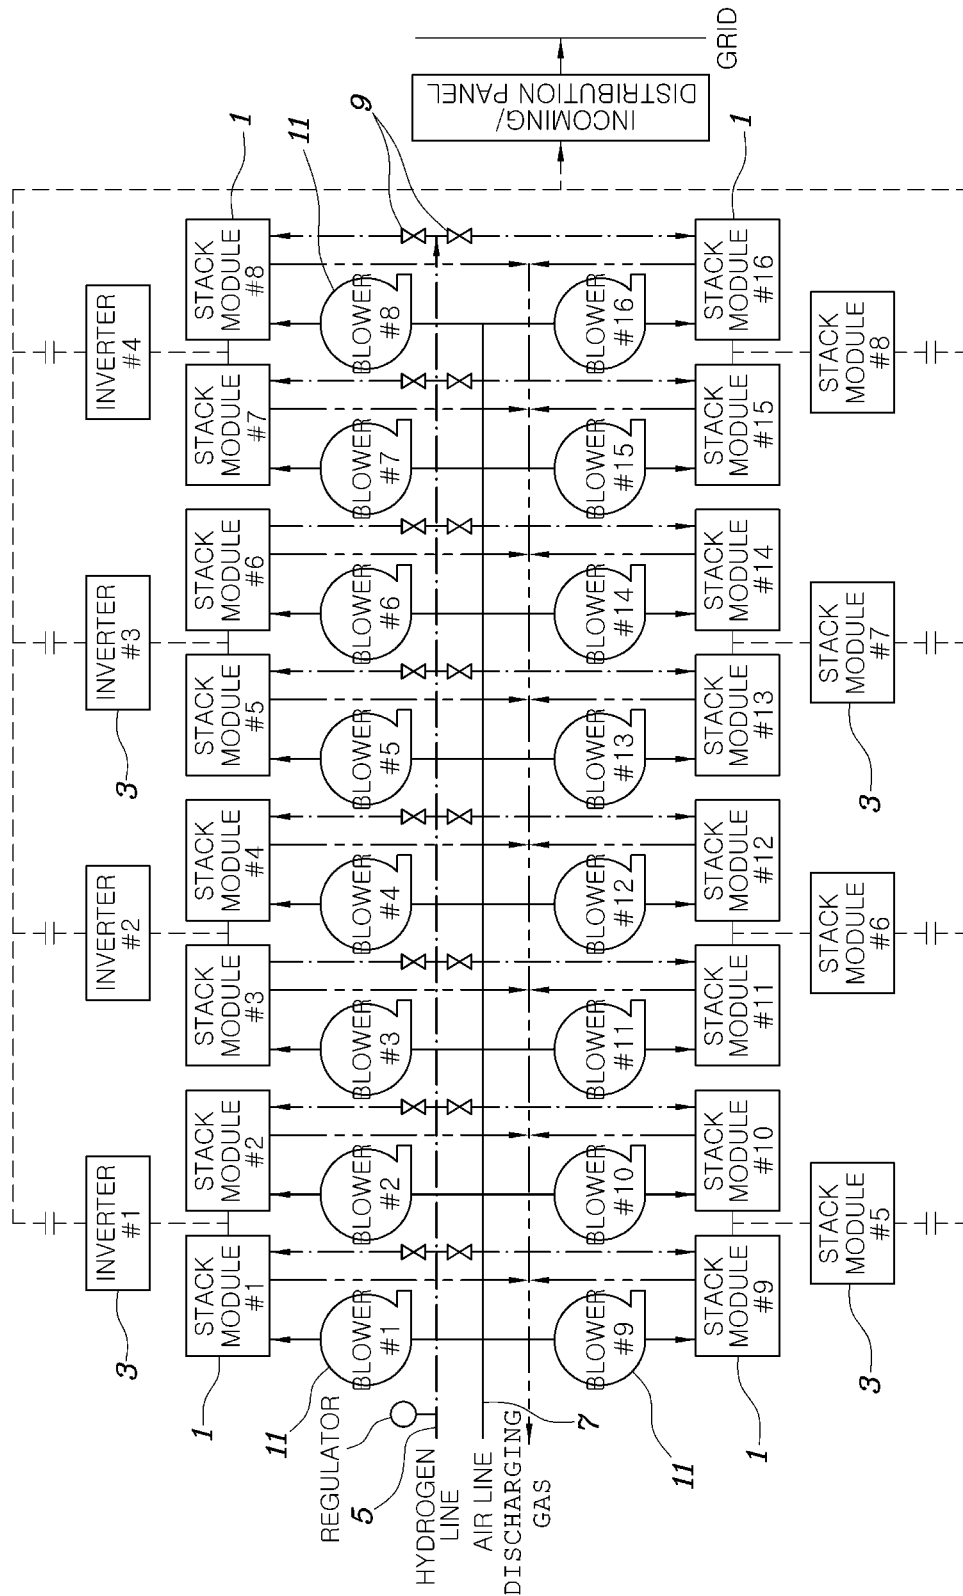 INVERTER
#1
INVERTER
#2
INVERTER
#3
INVERTER
#4
3
3
STACK
MODULE
#1
STACK
MODULE
#2
STACK
MODULE
#3
STACK
MODULE
#4
STACK
MODULE
#5
STACK
MODULE
#6
STACK
MODULE
#7
STACK
MODULE
#8
1
1
11
11
REGULATOR
5
BLOWER
#1
BLOWER
#2
BLOWER
#3
BLOWER
#4
BLOWER
#5
BLOWER
#6
BLOWER
#7
BLOWER
#8
9
HYDROGEN
LINE
AIR LINE
7
DISCHARGING
GAS
INCOMING/
DISTRIBUTION PANEL
GRID
BLOWER
#9
BLOWER
#10
BLOWER
#11
BLOWER
#12
BLOWER
#13
BLOWER
#14
BLOWER
#15
BLOWER
#16
11
1
STACK
MODULE
#9
STACK
MODULE
#10
STACK
MODULE
#11
STACK
MODULE
#12
STACK
MODULE
#13
STACK
MODULE
#14
STACK
MODULE
#15
STACK
MODULE
#16
1
STACK
MODULE
#5
STACK
MODULE
#6
STACK
MODULE
#7
STACK
MODULE
#8
3
3